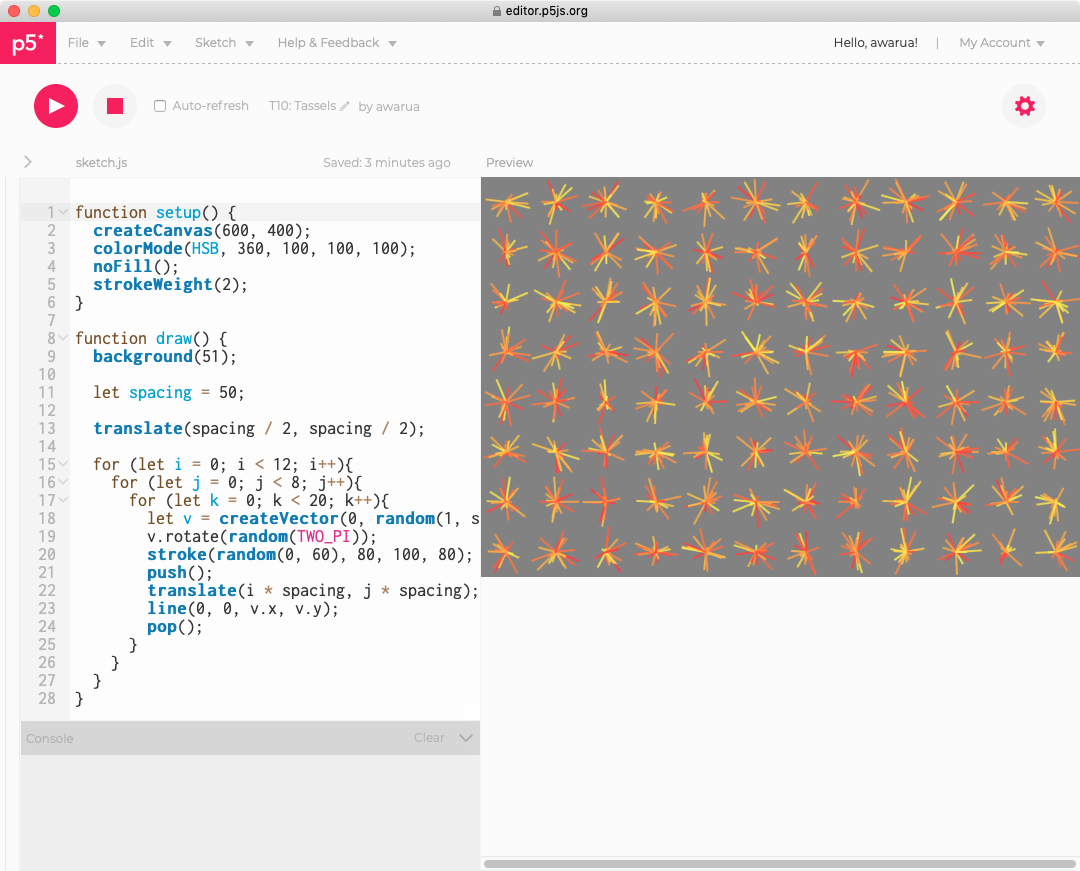 editor.p5js.org
p5*
File Edit Sketch Help & Feedback Hello, awarua! | My Account
Auto-refresh T10: Tassels by awarua
sketch.js Saved: 3 minutes ago Preview
1 function setup() {
2 createCanvas(600, 400);
3 colorMode(HSB, 360, 100, 100, 100);
4 noFill();
5 strokeWeight(2);
6 }
7
8 function draw() {
9 background(51);
10
11 let spacing = 50;
12
13 translate(spacing / 2, spacing / 2);
14
15 for (let i = 0; i < 12; i++){
16 for (let j = 0; j < 8; j++){
17 for (let k = 0; k < 20; k++){
18 let v = createVector(0, random(1, s
19 v.rotate(random(TWO_PI));
20 stroke(random(0, 60), 80, 100, 80);
21 push();
22 translate(i * spacing, j * spacing);
23 line(0, 0, v.x, v.y);
24 pop();
25 }
26 }
27 }
28 }
Console Clear